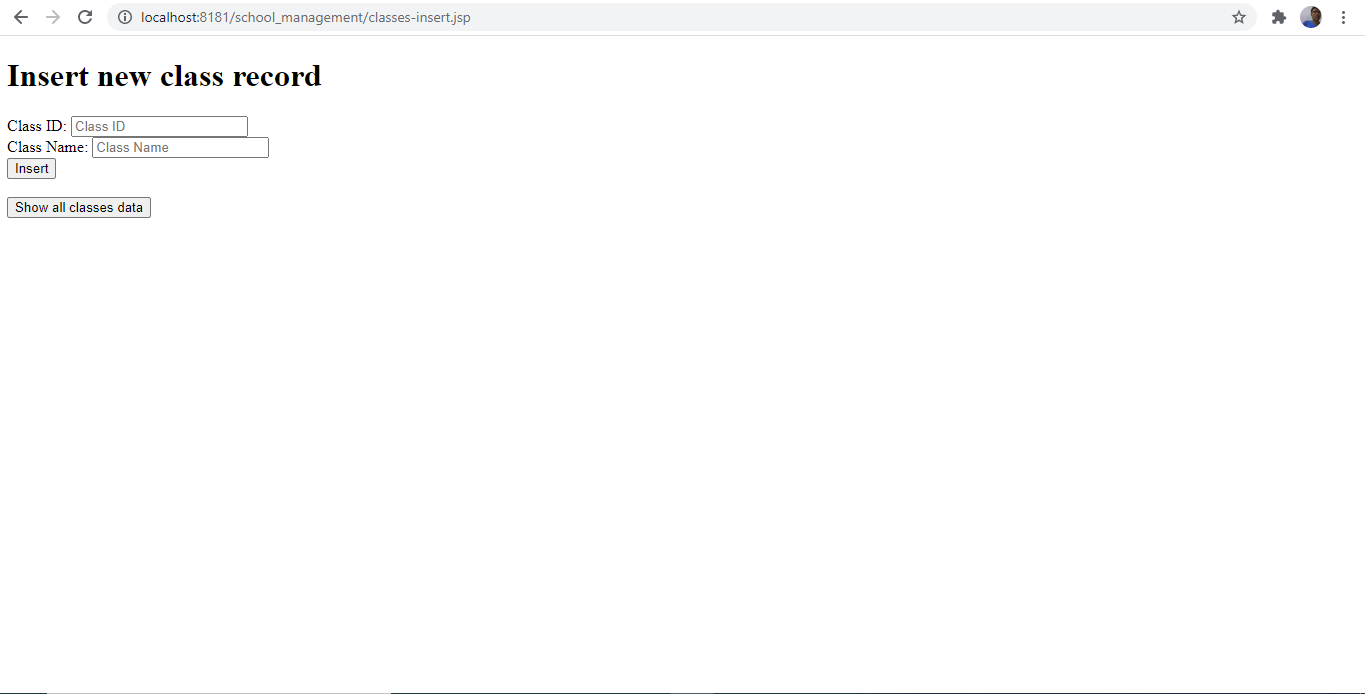 localhost:8181/school_management/classes-insert.jsp
Insert new class record
Class ID: Class ID
Class Name: Class Name
Insert
Show all classes data